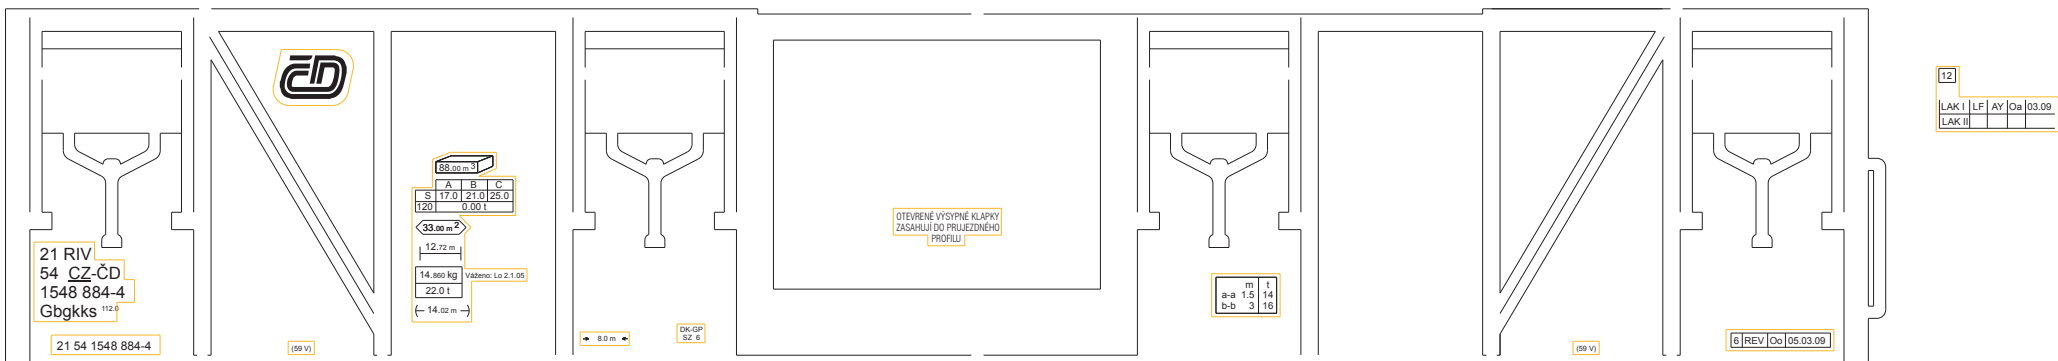 ČD
12
LAK I LF AY Oa 03.09
LAK II
88.00 m 3
A B C
S 17.0 21.0 25.0
120 0.00 t
33.00 m 2
12.72 m
14.860 kg Váženo: Lo 2.1.05
22.0 t
14.02 m
OTEVRENÉ VÝSYPNÉ KLAPKY
ZASAHUJÍ DO PRUJEZDNÉHO
PROFILU
21 RIV
54 CZ-ČD
1548 884-4
Gbgkks 112.0
m t
a-a 1.5 14
b-b 3 16
21 54 1548 884-4
(59 V)
8.0 m
DK-GP
SZ 6
(59 V)
6 REV Oo 05.03.09